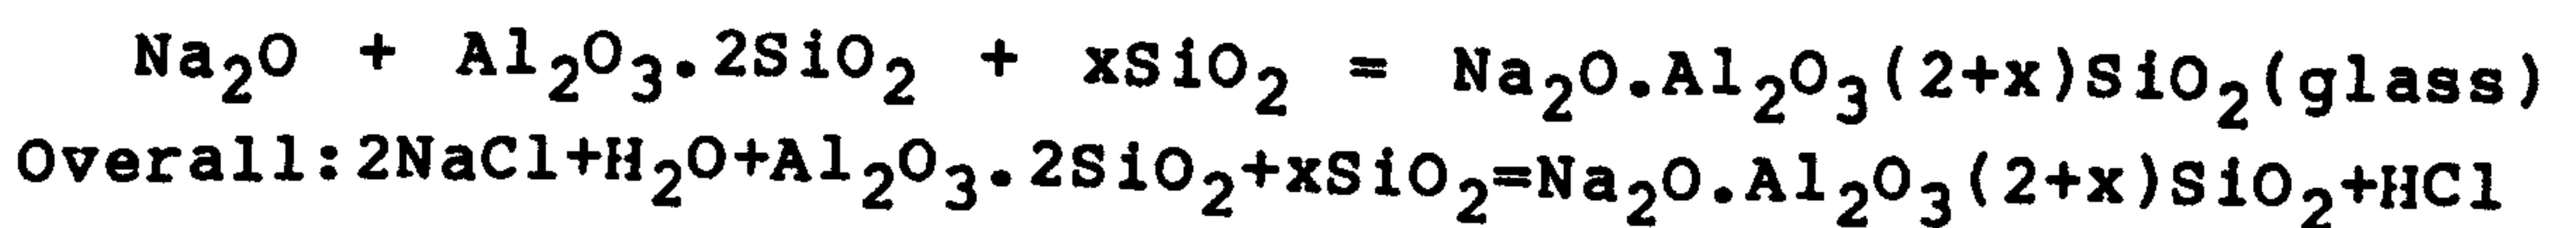 Na₂O + Al₂O₃.2SiO₂ + xSiO₂ = Na₂O.Al₂O₃(2+x)SiO₂(glass)
Overall:2NaCl+H₂O+Al₂O₃.2SiO₂+xSiO₂=Na₂O.Al₂O₃(2+x)SiO₂+HCl